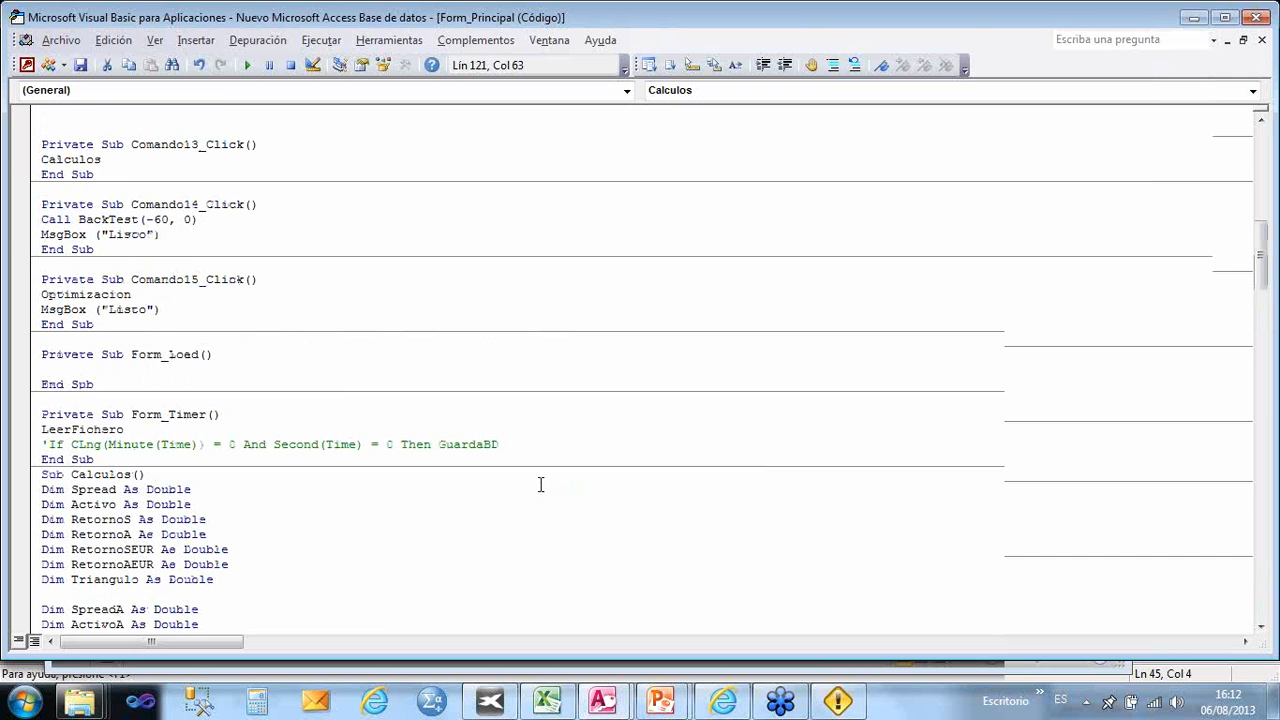 Microsoft Visual Basic para Aplicaciones - Nuevo Microsoft Access Base de datos - [Form_Principal (Código)]
Archivo Edición Ver Insertar Depuración Ejecutar Herramientas Complementos Ventana Ayuda Escriba una pregunta
Lín 121, Col 63
(General) Calculos
Private Sub Comando13_Click()
Calculos
End Sub
Private Sub Comando14_Click()
Call BackTest(-60, 0)
MsgBox ("Listo")
End Sub
Private Sub Comando15_Click()
Optimizacion
MsgBox ("Listo")
End Sub
Private Sub Form_Load()
End Sub
Private Sub Form_Timer()
LeerFichero
'If CLng(Minute(Time)) = 0 And Second(Time) = 0 Then GuardaBD
End Sub
Sub Calculos()
Dim Spread As Double
Dim Activo As Double
Dim RetornoS As Double
Dim RetornoA As Double
Dim RetornoSEUR As Double
Dim RetornoAEUR As Double
Dim Triangulo As Double
Dim SpreadA As Double
Dim ActivoA As Double
Para ayuda, presione Ln 45, Col 4
Escritorio ES 16:12
06/08/2013